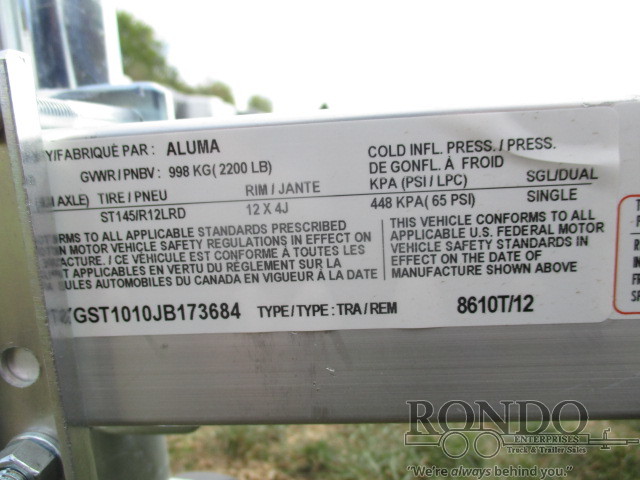 Y/FABRIQUÉ PAR : ALUMA
GVWR / PNBV : 998 KG( 2200 LB)
COLD INFL. PRESS. / PRESS.
DE GONFL. À FROID
AXLE) TIRE / PNEU RIM / JANTE KPA (PSI / LPC) SGL/DUAL
ST145/R12LRD 12 X 4J 448 KPA( 65 PSI) SINGLE
ORMS TO ALL APPLICABLE STANDARDS PRESCRIBED
IN MOTOR VEHICLE SAFETY REGULATIONS IN EFFECT ON
ACTURE. / CE VÉHICULE EST CONFORME À TOUTES LES
NT APPLICABLES EN VERTU DU RÈGLEMENT SUR LA
ULES AUTOMOBILES DU CANADA EN VIGUEUR À LA DATE
THIS VEHICLE CONFORMS TO ALL
APPLICABLE U.S. FEDERAL MOTOR
VEHICLE SAFETY STANDARDS IN
EFFECT ON THE DATE OF
MANUFACTURE SHOWN ABOVE
GST1010JB173684 TYPE / TYPE : TRA / REM 8610T/12
RONDO
ENTERPRISES
Truck & Trailer Sales
"We're always behind you."